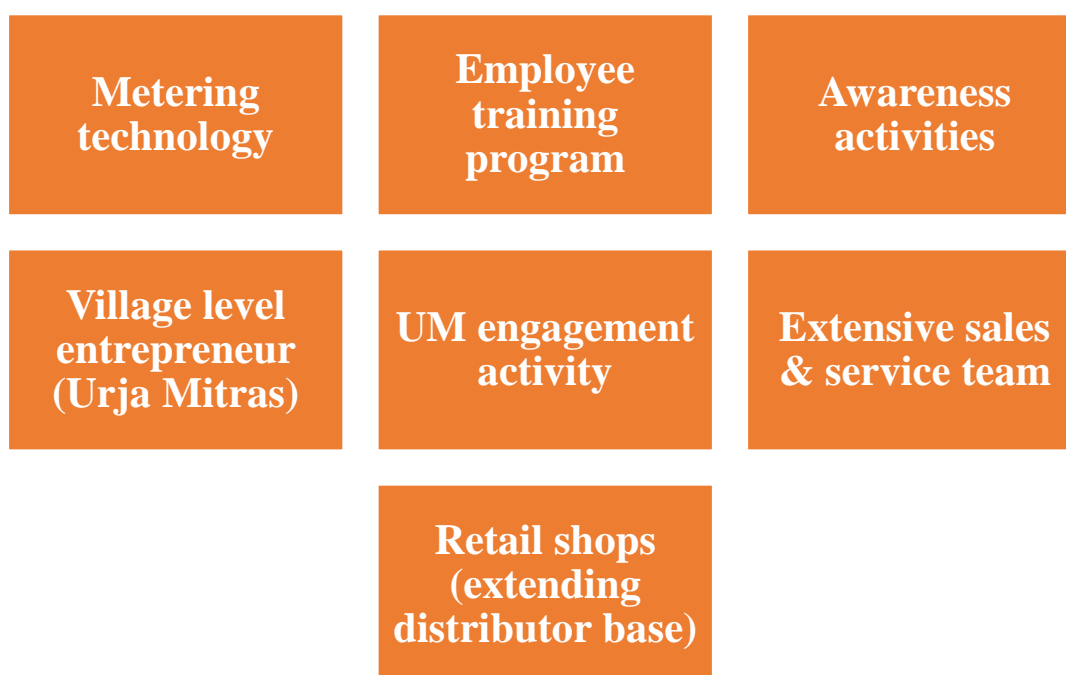 Metering
technology
Employee
training
program
Awareness
activities
Village level
entrepreneur
(Urja Mitras)
UM engagement
activity
Extensive sales
& service team
Retail shops
(extending
distributor base)